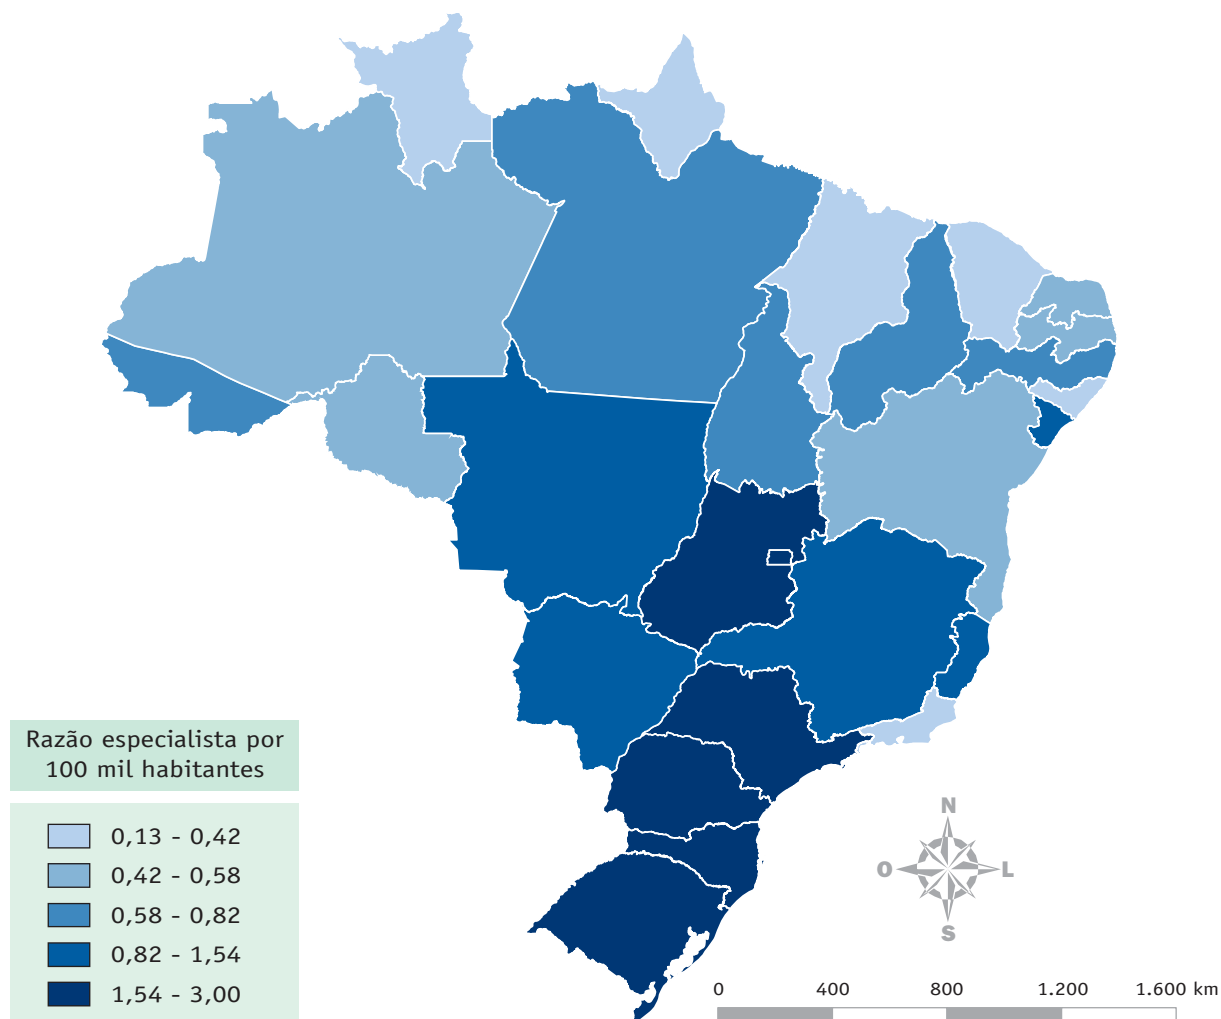 Razão especialista por
100 mil habitantes
0,13 - 0,42
0,42 - 0,58
0,58 - 0,82
0,82 - 1,54
1,54 - 3,00
N
O
L
S
0 400 800 1.200 1.600 km